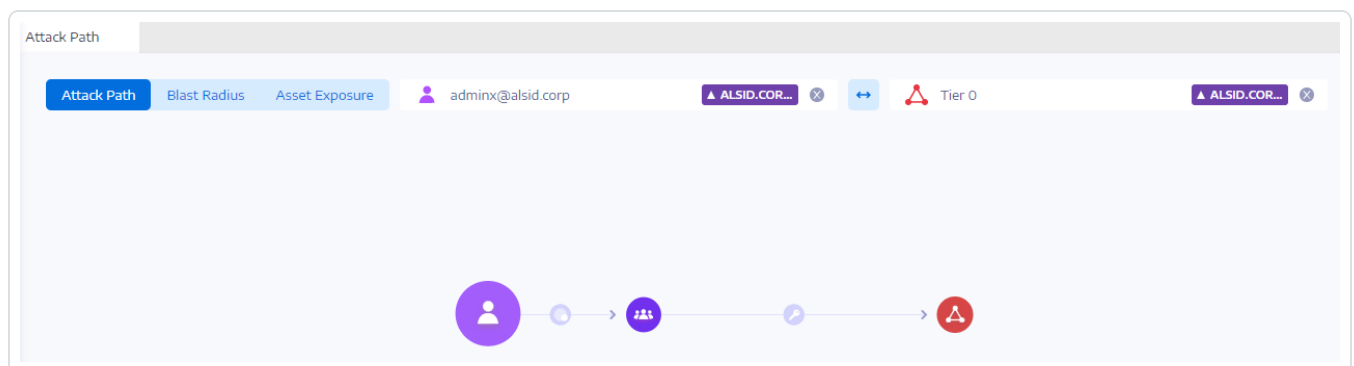 Attack Path
Attack Path Blast Radius Asset Exposure adminx@alsid.corp ALSID.COR... Tier 0 ALSID.COR...